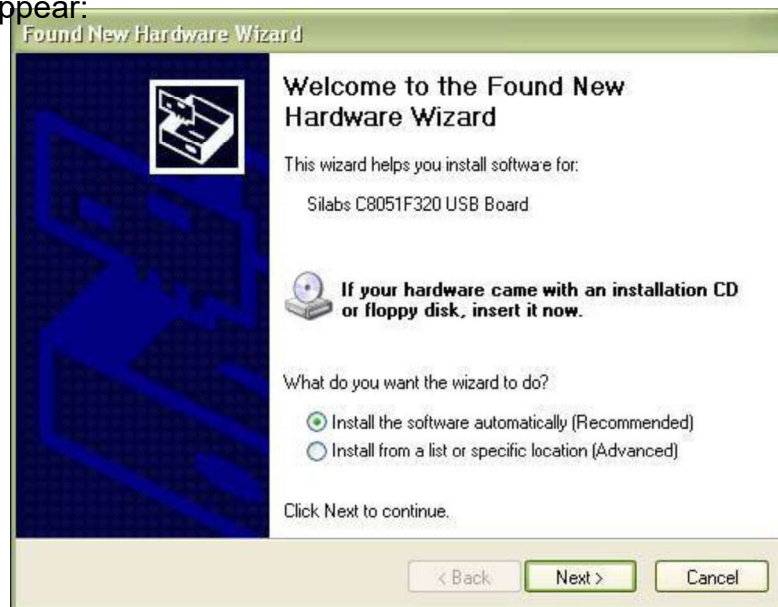 ppear:
Found New Hardware Wizard
Welcome to the Found New
Hardware Wizard
This wizard helps you install software for:
Silabs C8051F320 USB Board
If your hardware came with an installation CD
or floppy disk, insert it now.
What do you want the wizard to do?
Install the software automatically (Recommended)
Install from a list or specific location (Advanced)
Click Next to continue.
< Back Next > Cancel